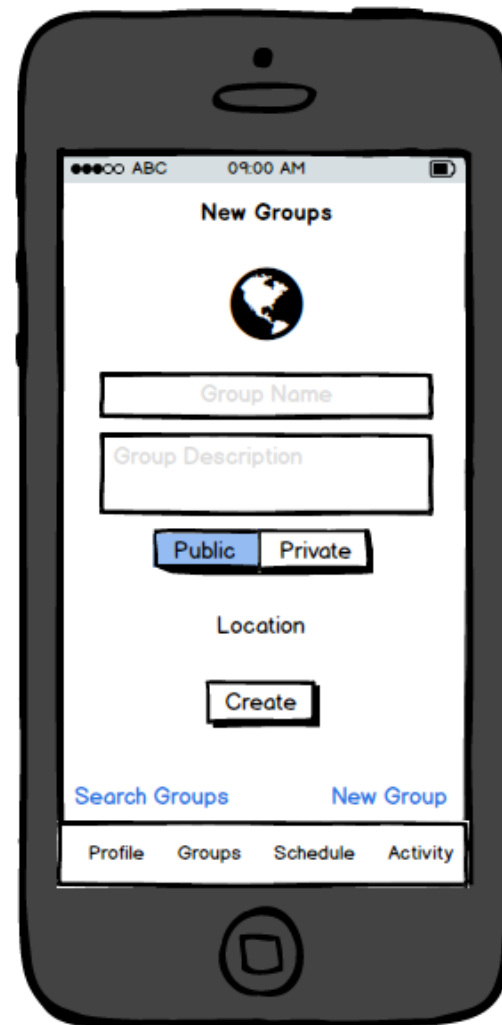 ABC 09:00 AM
New Groups
Group Name
Group Description
Public Private
Location
Create
Search Groups New Group
Profile Groups Schedule Activity